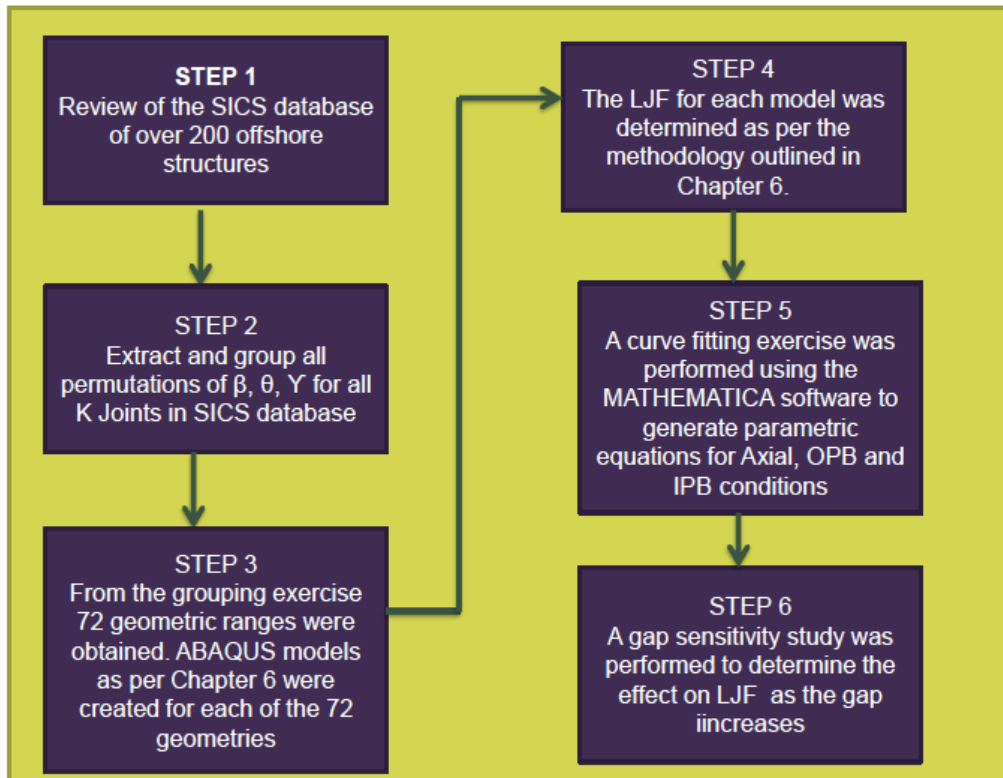 STEP 1
Review of the SICS database
of over 200 offshore
structures
STEP 2
Extract and group all
permutations of β, θ, ϒ for all
K Joints in SICS database
STEP 3
From the grouping exercise
72 geometric ranges were
obtained. ABAQUS models
as per Chapter 6 were
created for each of the 72
geometries
STEP 4
The LJF for each model was
determined as per the
methodology outlined in
Chapter 6.
STEP 5
A curve fitting exercise was
performed using the
MATHEMATICA software to
generate parametric
equations for Axial, OPB and
IPB conditions
STEP 6
A gap sensitivity study was
performed to determine the
effect on LJF as the gap
iincreases